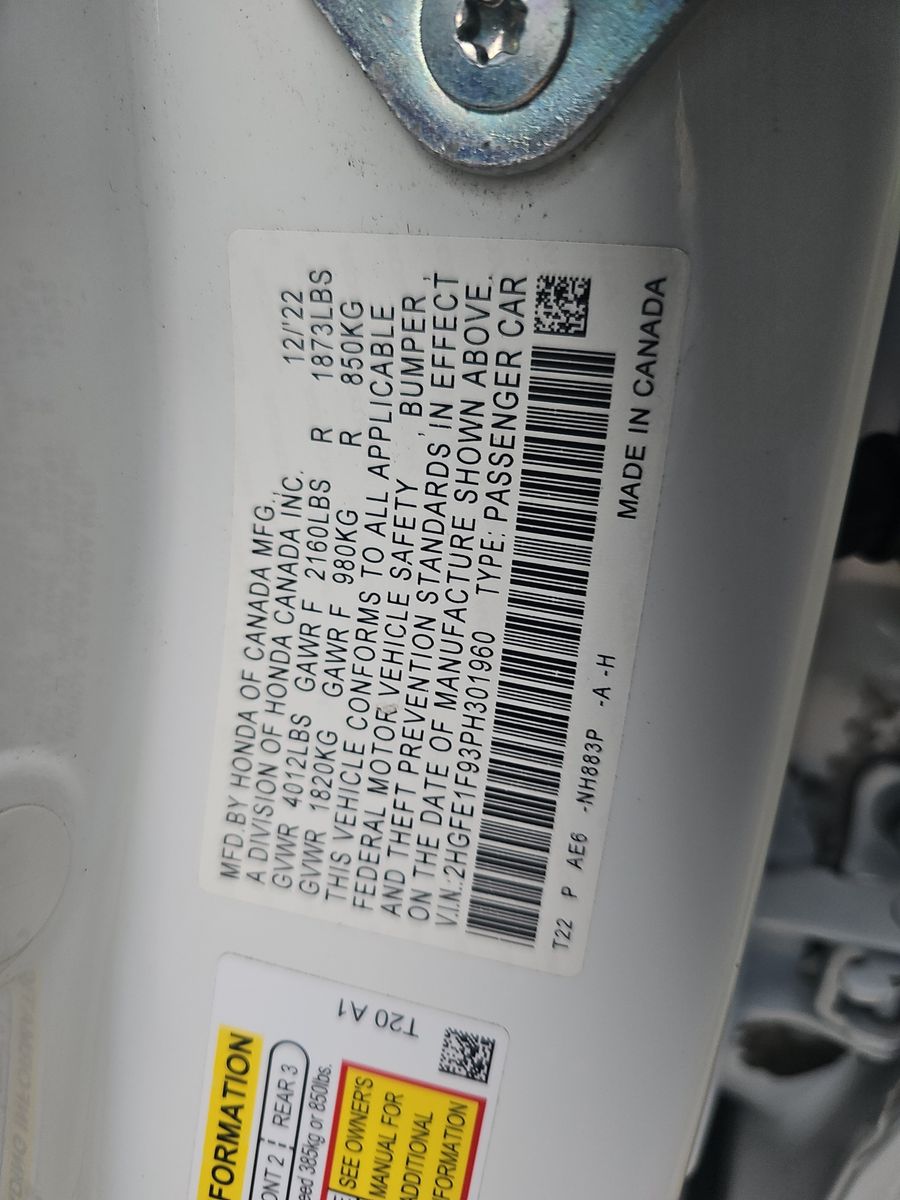 MFD.BY HONDA OF CANADA MFG.,
A DIVISION OF HONDA CANADA INC. 12/'22
GVWR 4012LBS GAWR F 2160LBS R 1873LBS
GVWR 1820KG GAWR F 980KG R 850KG
THIS VEHICLE CONFORMS TO ALL APPLICABLE
FEDERAL MOTOR VEHICLE SAFETY, BUMPER,
AND THEFT PREVENTION STANDARDS, IN EFFECT
ON THE DATE OF MANUFACTURE SHOWN ABOVE.
V.I.N.:2HGFE1F93PH301960 TYPE: PASSENGER CAR
T22 P AE6 -NH883P -A -H
MADE IN CANADA
T20 A1
FORMATION
ONT 2 REAR 3
eed 385kg or 850lbs.
SEE OWNER'S
MANUAL FOR
ADDITIONAL
FORMATION